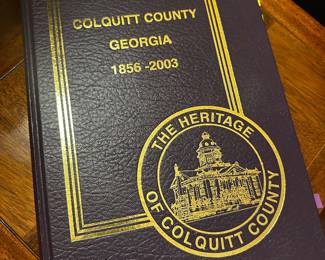 COLQUITT COUNTY
GEORGIA
1856 -2003
THE HERITAGE
OF COLQUITT COUNTY